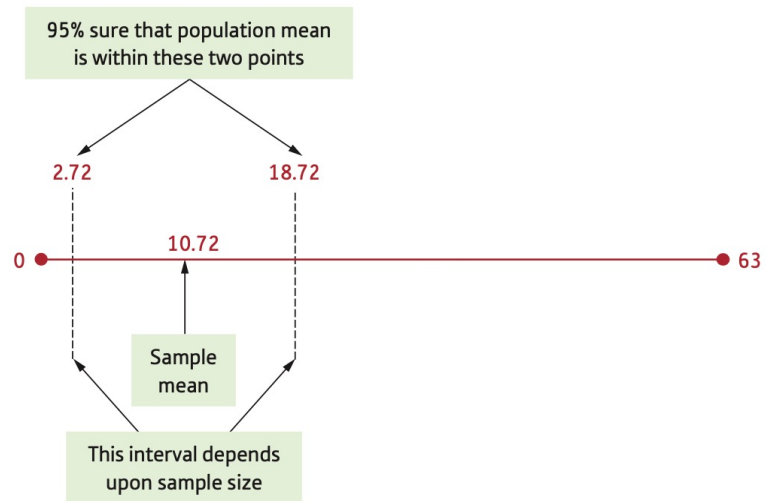 95% sure that population mean
is within these two points
2.72
18.72
10.72
0
63
Sample
mean
This interval depends
upon sample size